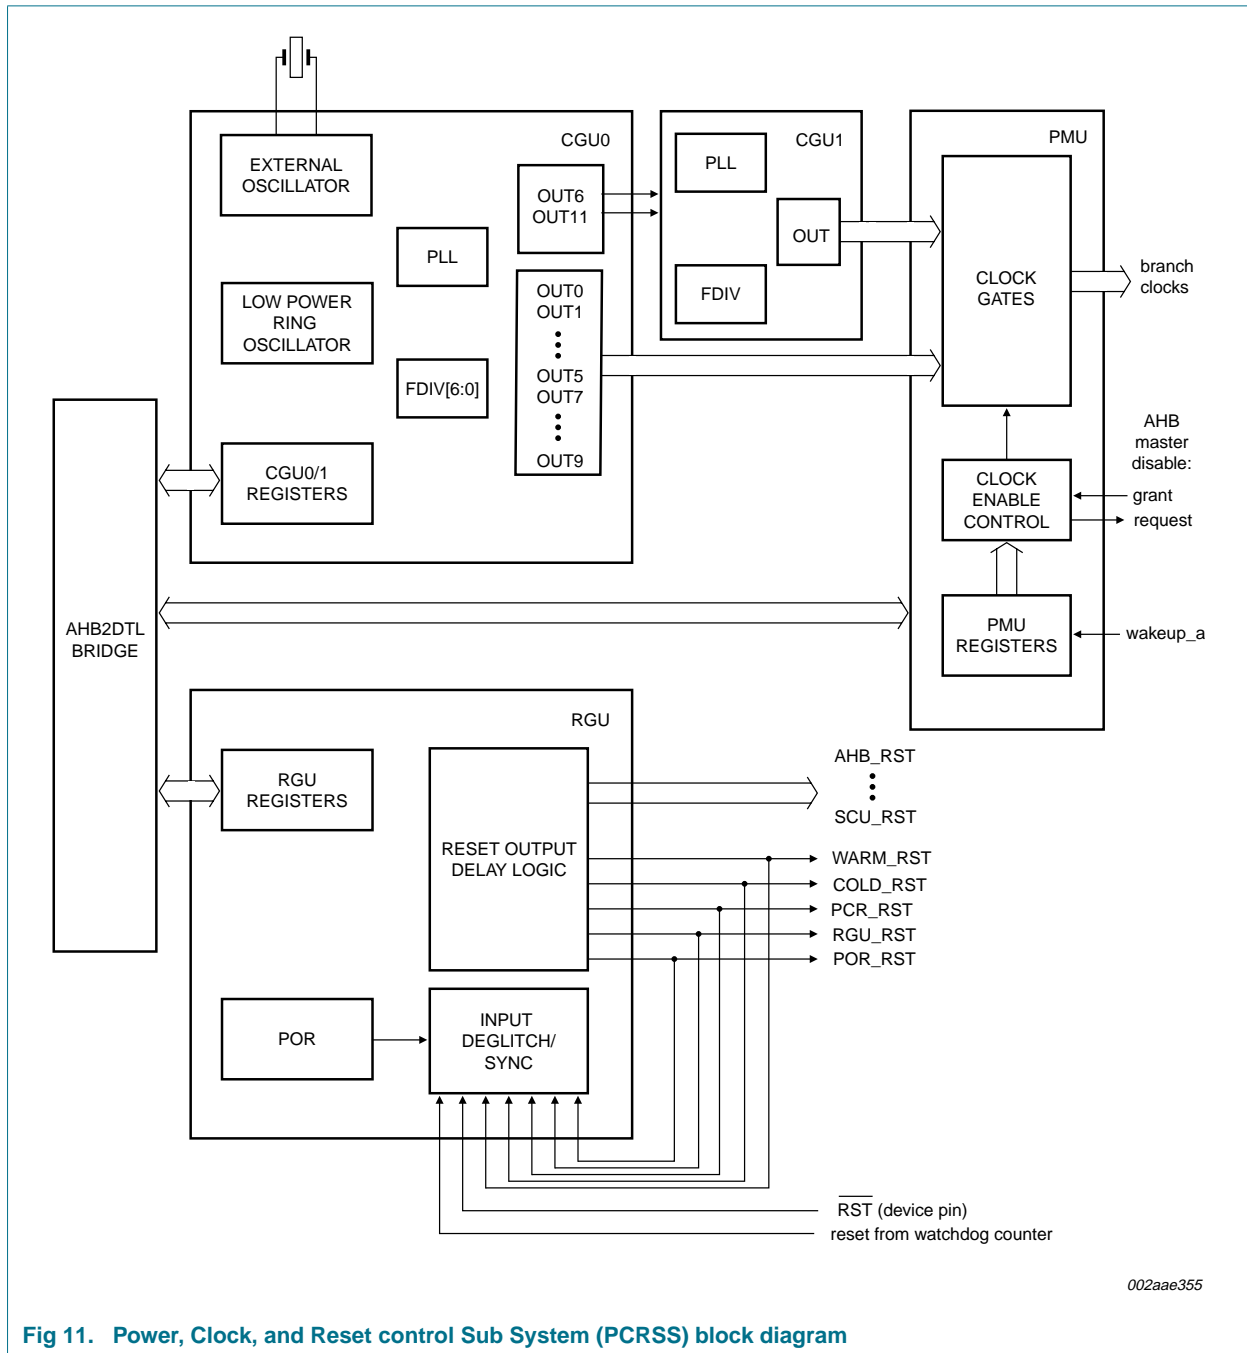 CGU0
EXTERNAL
OSCILLATOR
LOW POWER
RING
OSCILLATOR
CGU0/1
REGISTERS
PLL
FDIV[6:0]
OUT6
OUT11
OUT0
OUT1
OUT5
OUT7
OUT9
CGU1
PLL
OUT
FDIV
PMU
CLOCK
GATES
branch
clocks
AHB
master
disable:
CLOCK
ENABLE
CONTROL
grant
request
PMU
REGISTERS
wakeup_a
AHB2DTL
BRIDGE
RGU
RGU
REGISTERS
RESET OUTPUT
DELAY LOGIC
AHB_RST
SCU_RST
WARM_RST
COLD_RST
PCR_RST
RGU_RST
POR_RST
POR
INPUT
DEGLITCH/
SYNC
RST (device pin)
reset from watchdog counter
002aae355
Fig 11. Power, Clock, and Reset control Sub System (PCRSS) block diagram